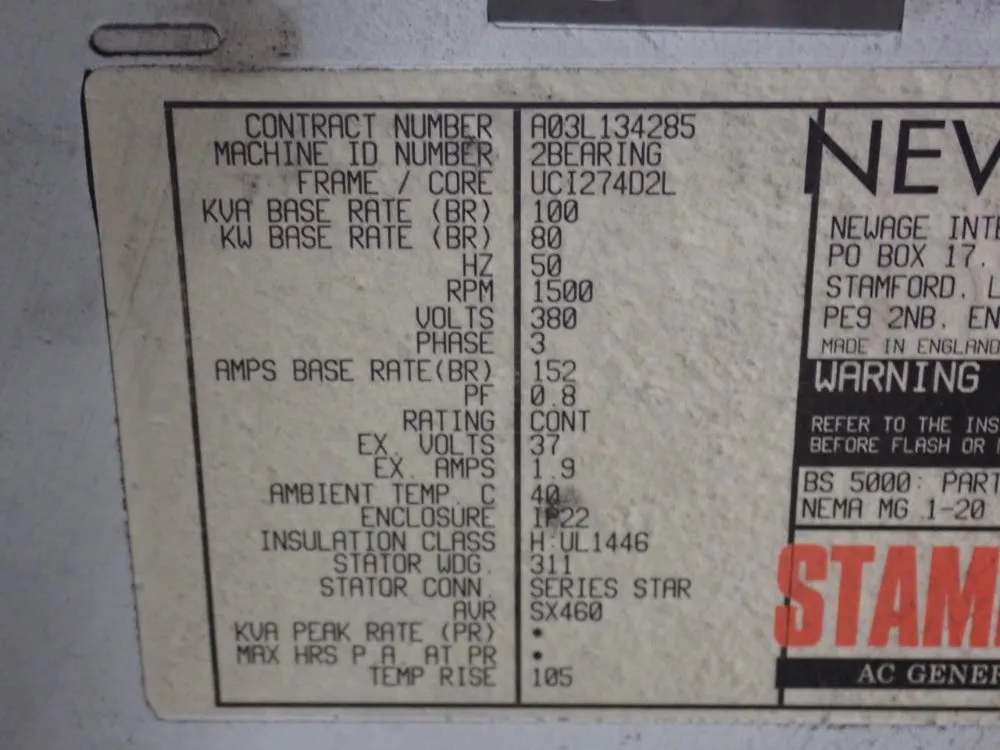 CONTRACT NUMBER A03L134285
MACHINE ID NUMBER 2BEARING
FRAME / CORE UCI274D2L
KVA BASE RATE (BR) 100
KW BASE RATE (BR) 80
HZ 50
RPM 1500
VOLTS 380
PHASE 3
AMPS BASE RATE(BR) 152
PF 0.8
RATING CONT
EX. VOLTS 37
EX. AMPS 1.9
AMBIENT TEMP. C 40
ENCLOSURE IP22
INSULATION CLASS H UL1446
STATOR WDG. 311
STATOR CONN. SERIES STAR
AVR SX460
KVA PEAK RATE (PR) •
MAX HRS P.A. AT PR •
TEMP RISE 105
NEW
NEWAGE INTE
PO BOX 17,
STAMFORD, L
PE9 2NB, EN
MADE IN ENGLAND
WARNING
REFER TO THE INS
BEFORE FLASH OR
BS 5000: PART
NEMA MG 1-20
STAM
AC GENER